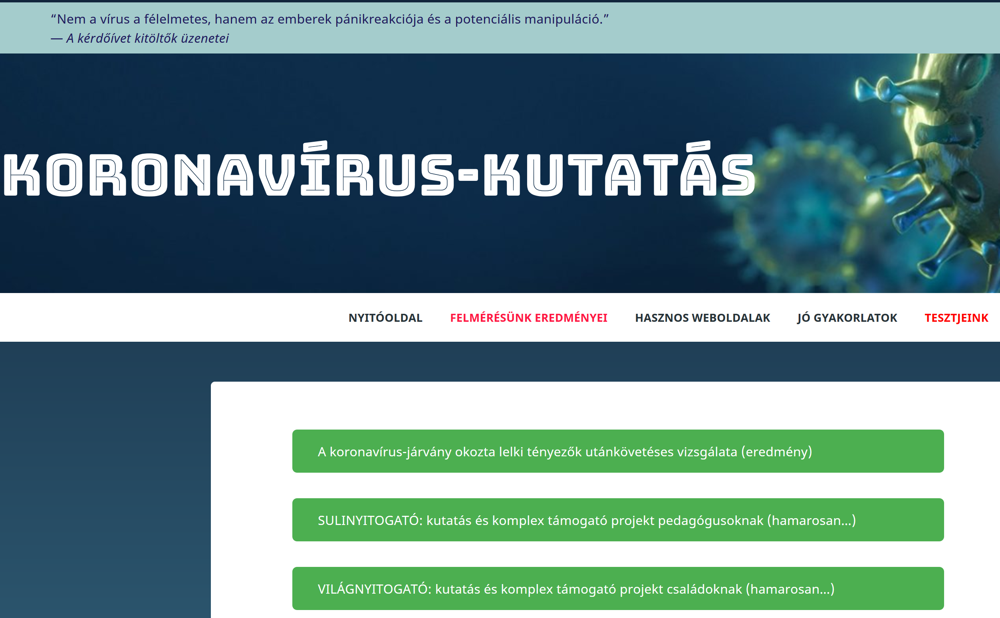 “Nem a vírus a félelmetes, hanem az emberek pánikreakciója és a potenciális manipuláció.”
— A kérdőívet kitöltők üzenetei
KORONAVÍRUS-KUTATÁS
NYITÓOLDAL FELMÉRÉSÜNK EREDMÉNYEI HASZNOS WEBOLDALAK JÓ GYAKORLATOK TESZTJEINK
A koronavírus-járvány okozta lelki tényezők utánkövetéses vizsgálata (eredmény)
SULINYITOGATÓ: kutatás és komplex támogató projekt pedagógusoknak (hamarosan...)
VILÁGNYITOGATÓ: kutatás és komplex támogató projekt családoknak (hamarosan...)